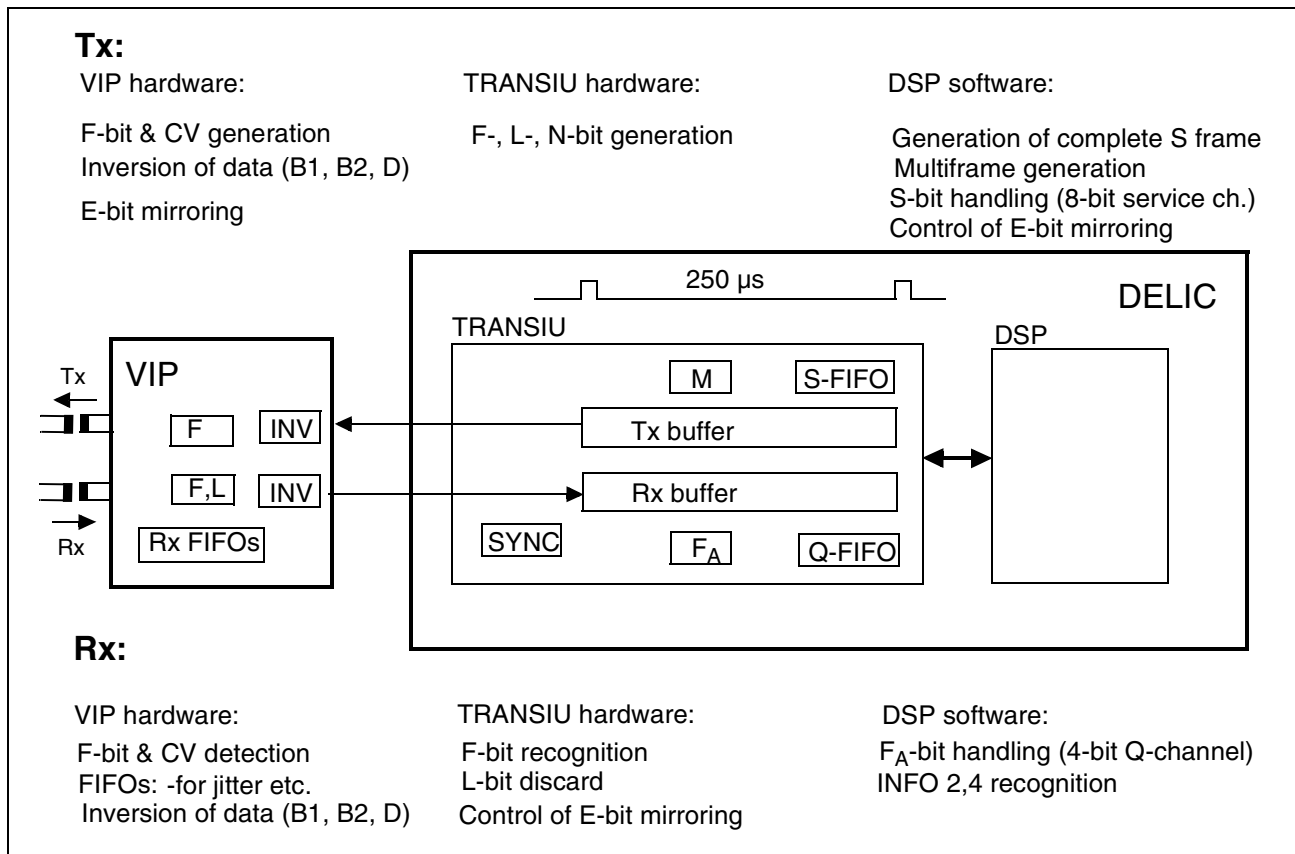 Tx:
VIP hardware:
TRANSIU hardware:
DSP software:
F-bit & CV generation
Inversion of data (B1, B2, D)
E-bit mirroring
F-, L-, N-bit generation
Generation of complete S frame
Multiframe generation
S-bit handling (8-bit service ch.)
Control of E-bit mirroring
250 µs
DELIC
TRANSIU
DSP
VIP
Tx
M
S-FIFO
F
INV
Tx buffer
F,L
INV
Rx buffer
Rx
Rx FIFOs
SYNC
FA
Q-FIFO
Rx:
VIP hardware:
TRANSIU hardware:
DSP software:
F-bit & CV detection
FIFOs: -for jitter etc.
Inversion of data (B1, B2, D)
F-bit recognition
L-bit discard
Control of E-bit mirroring
FA-bit handling (4-bit Q-channel)
INFO 2,4 recognition